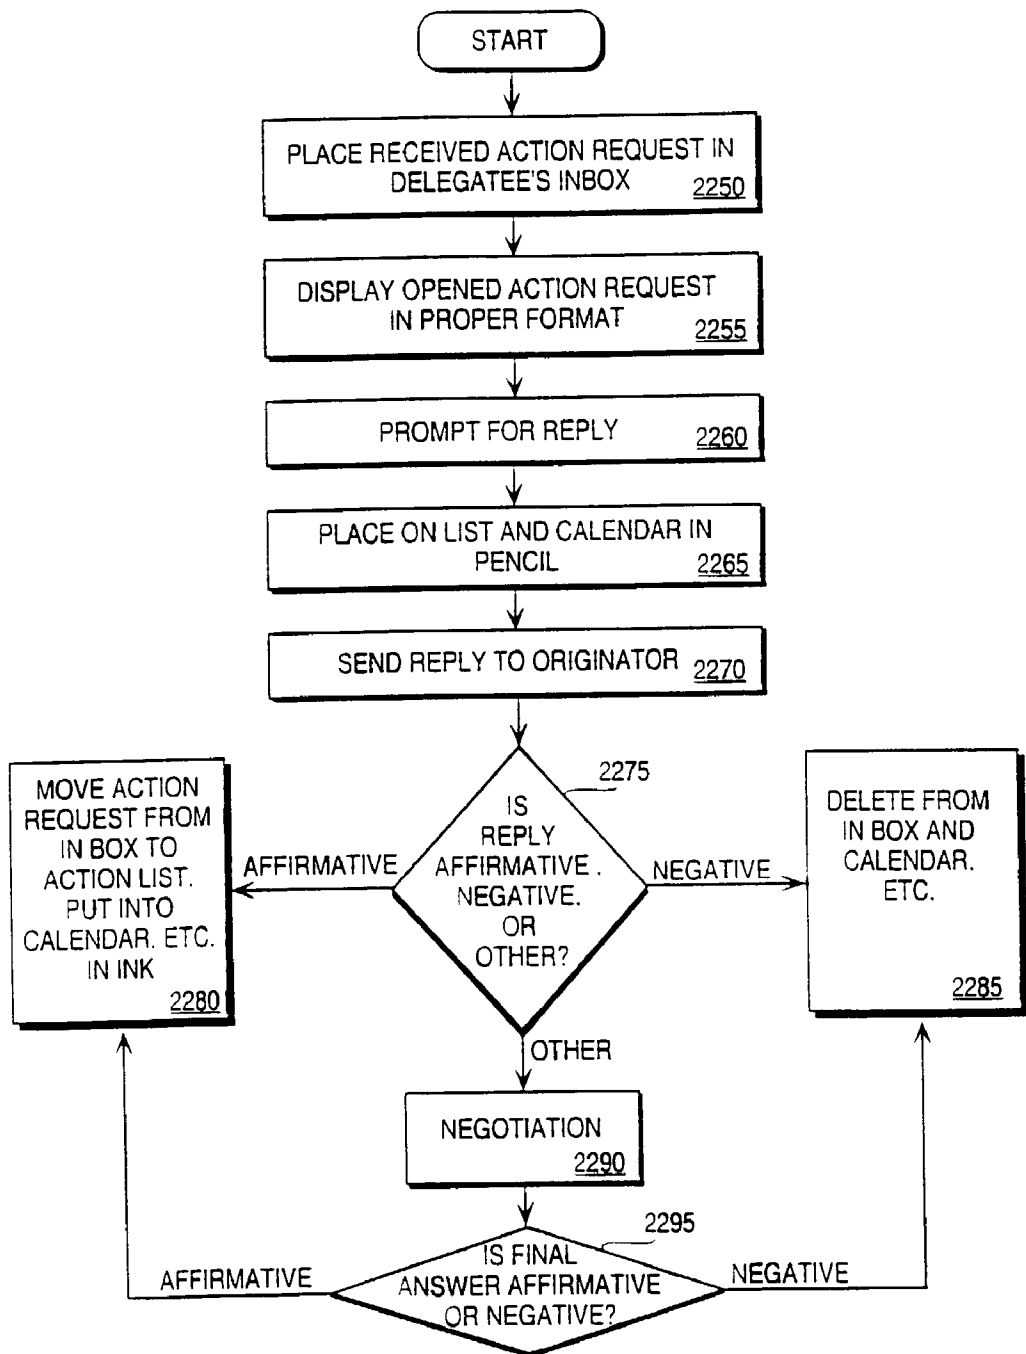 START
PLACE RECEIVED ACTION REQUEST IN
DELEGATEE'S INBOX 2250
DISPLAY OPENED ACTION REQUEST
IN PROPER FORMAT 2255
PROMPT FOR REPLY 2260
PLACE ON LIST AND CALENDAR IN
PENCIL 2265
SEND REPLY TO ORIGINATOR 2270
2275
IS
REPLY
AFFIRMATIVE.
NEGATIVE.
OR
OTHER?
AFFIRMATIVE
MOVE ACTION
REQUEST FROM
IN BOX TO
ACTION LIST.
PUT INTO
CALENDAR. ETC.
IN INK
2280
NEGATIVE
DELETE FROM
IN BOX AND
CALENDAR.
ETC.
2285
OTHER
NEGOTIATION
2290
2295
IS FINAL
ANSWER AFFIRMATIVE
OR NEGATIVE?
AFFIRMATIVE
NEGATIVE